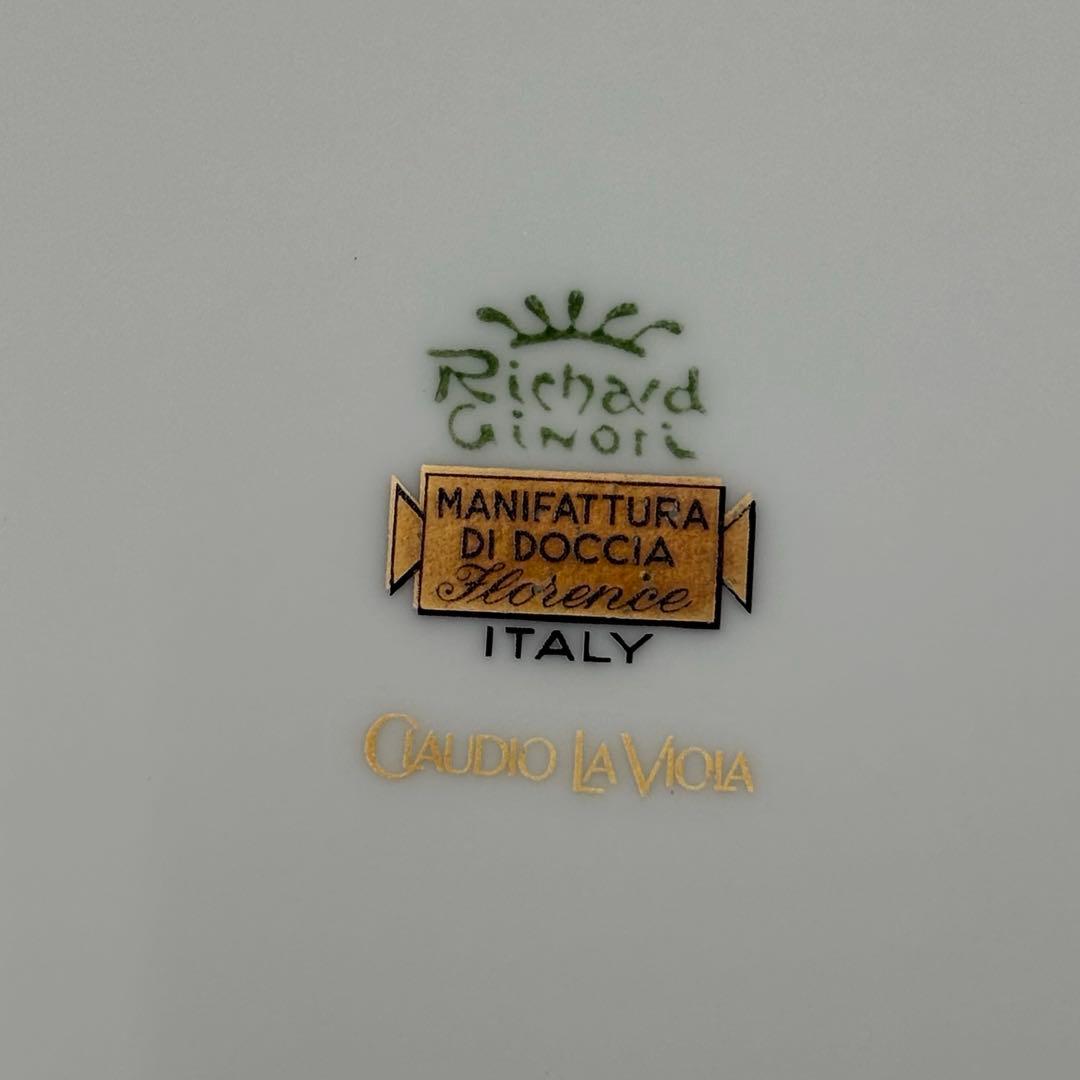 Richard
GiNori
MANIFATTURA
DI DOCCIA
Florence
ITALY
CLAUDIO LA VIOLA